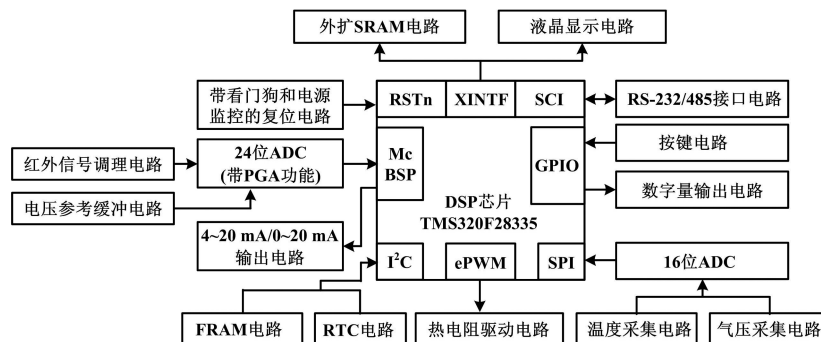 外扩SRAM电路
液晶显示电路
带看门狗和电源
监控的复位电路
RSTn
XINTF
SCI
RS-232/485接口电路
红外信号调理电路
24位ADC
(带PGA功能)
Mc
BSP
GPIO
按键电路
数字量输出电路
电压参考缓冲电路
DSP芯片
TMS320F28335
4~20 mA/0~20 mA
输出电路
I²C
ePWM
SPI
16位ADC
FRAM电路
RTC电路
热电阻驱动电路
温度采集电路
气压采集电路